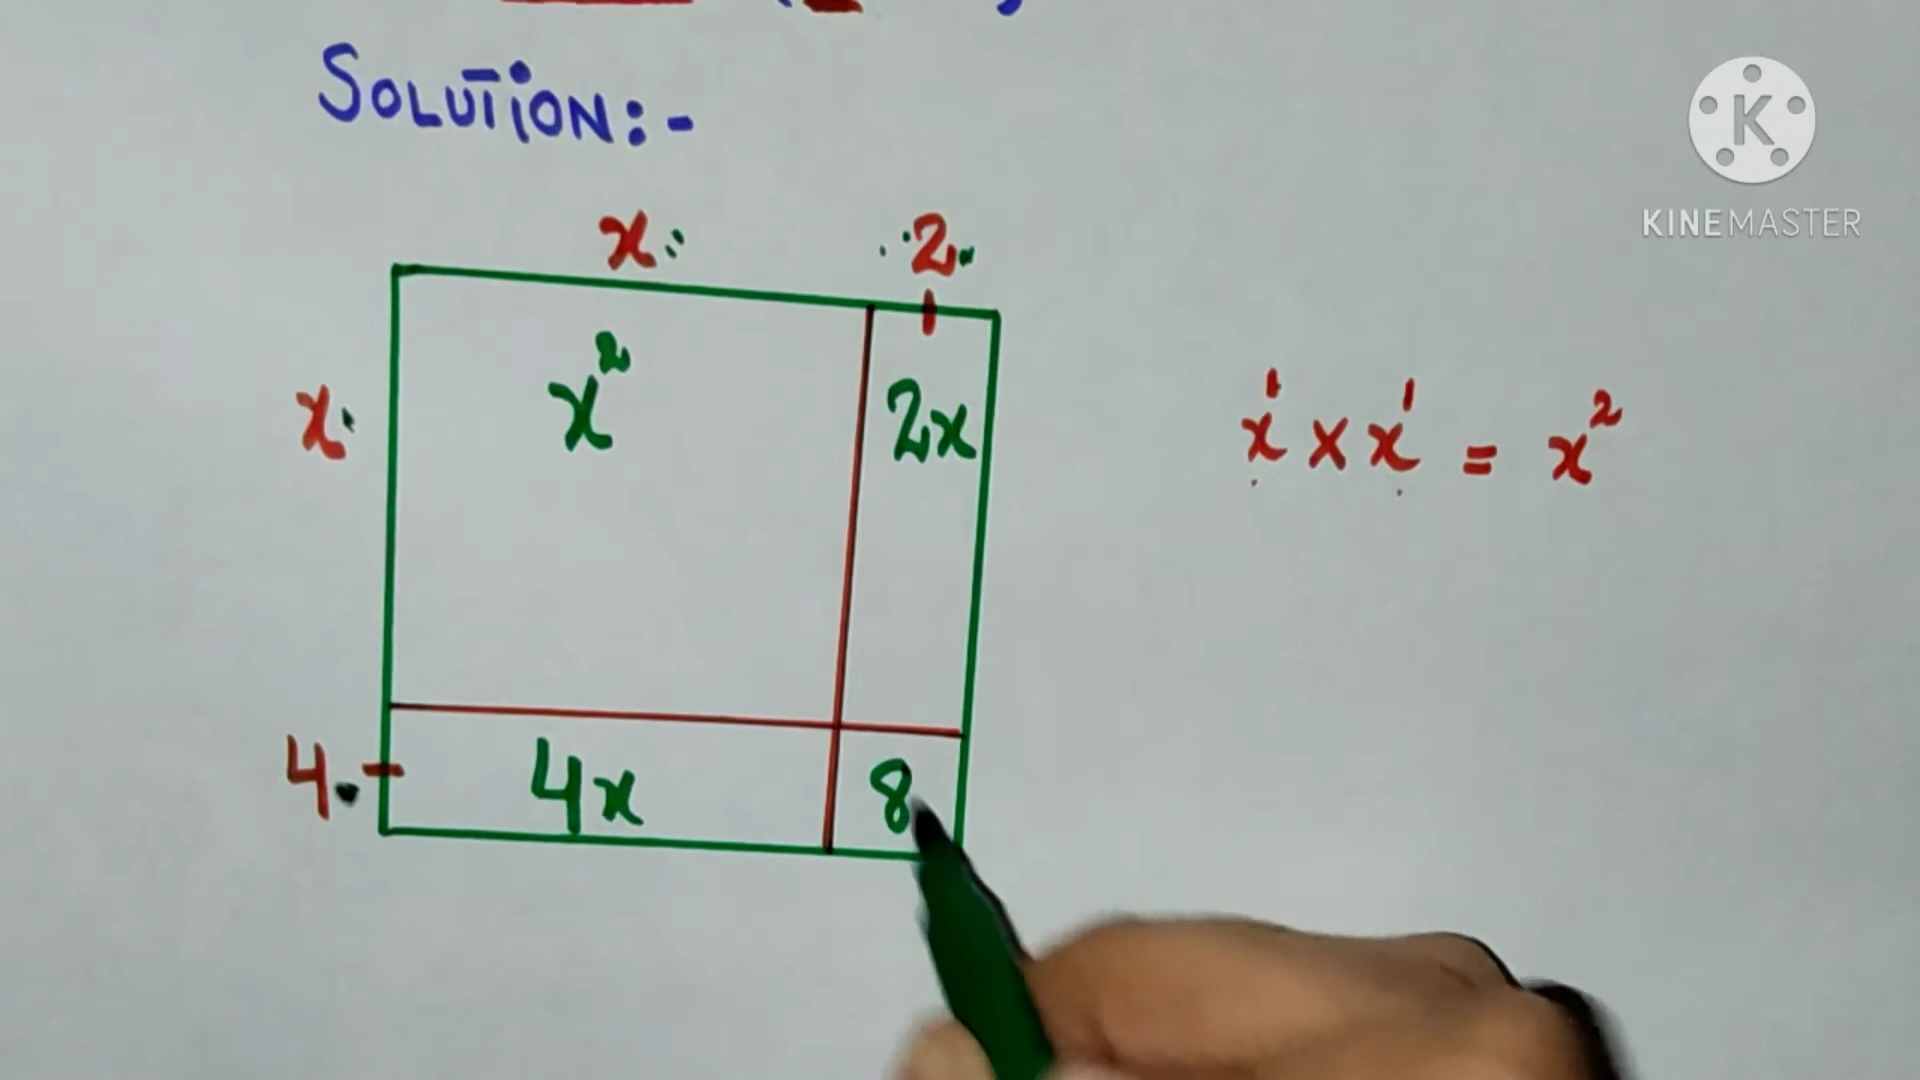 SOLUTION:-
K
KINEMASTER
x 2
x x² 2x
x¹ × x¹ = x²
4 4x 8